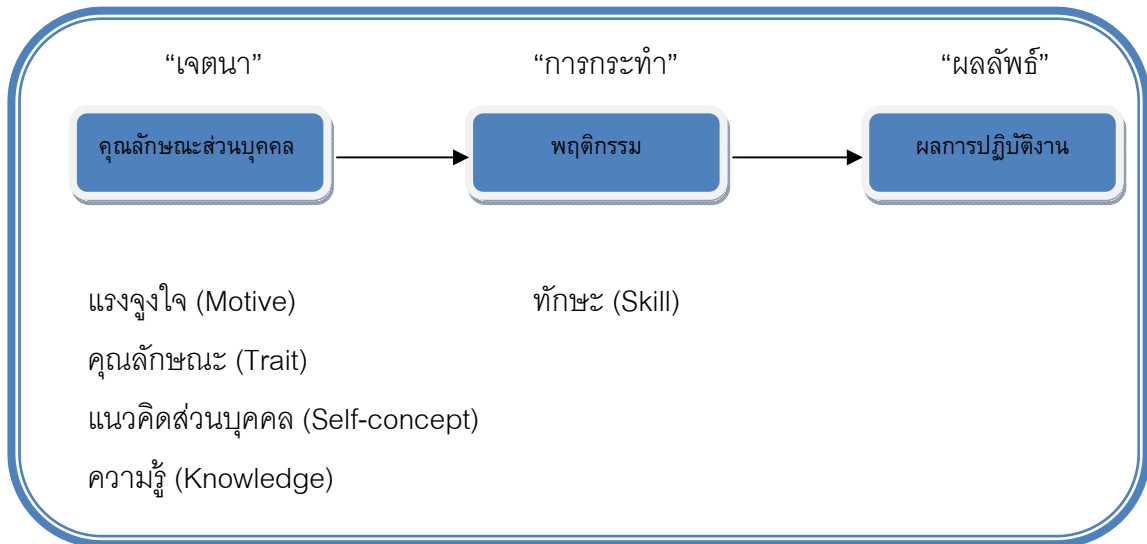 “เจตนา” “การกระทำ” “ผลลัพธ์”
คุณลักษณะส่วนบุคคล พฤติกรรม ผลการปฏิบัติงาน
แรงจูงใจ (Motive) ทักษะ (Skill)
คุณลักษณะ (Trait)
แนวคิดส่วนบุคคล (Self-concept)
ความรู้ (Knowledge)